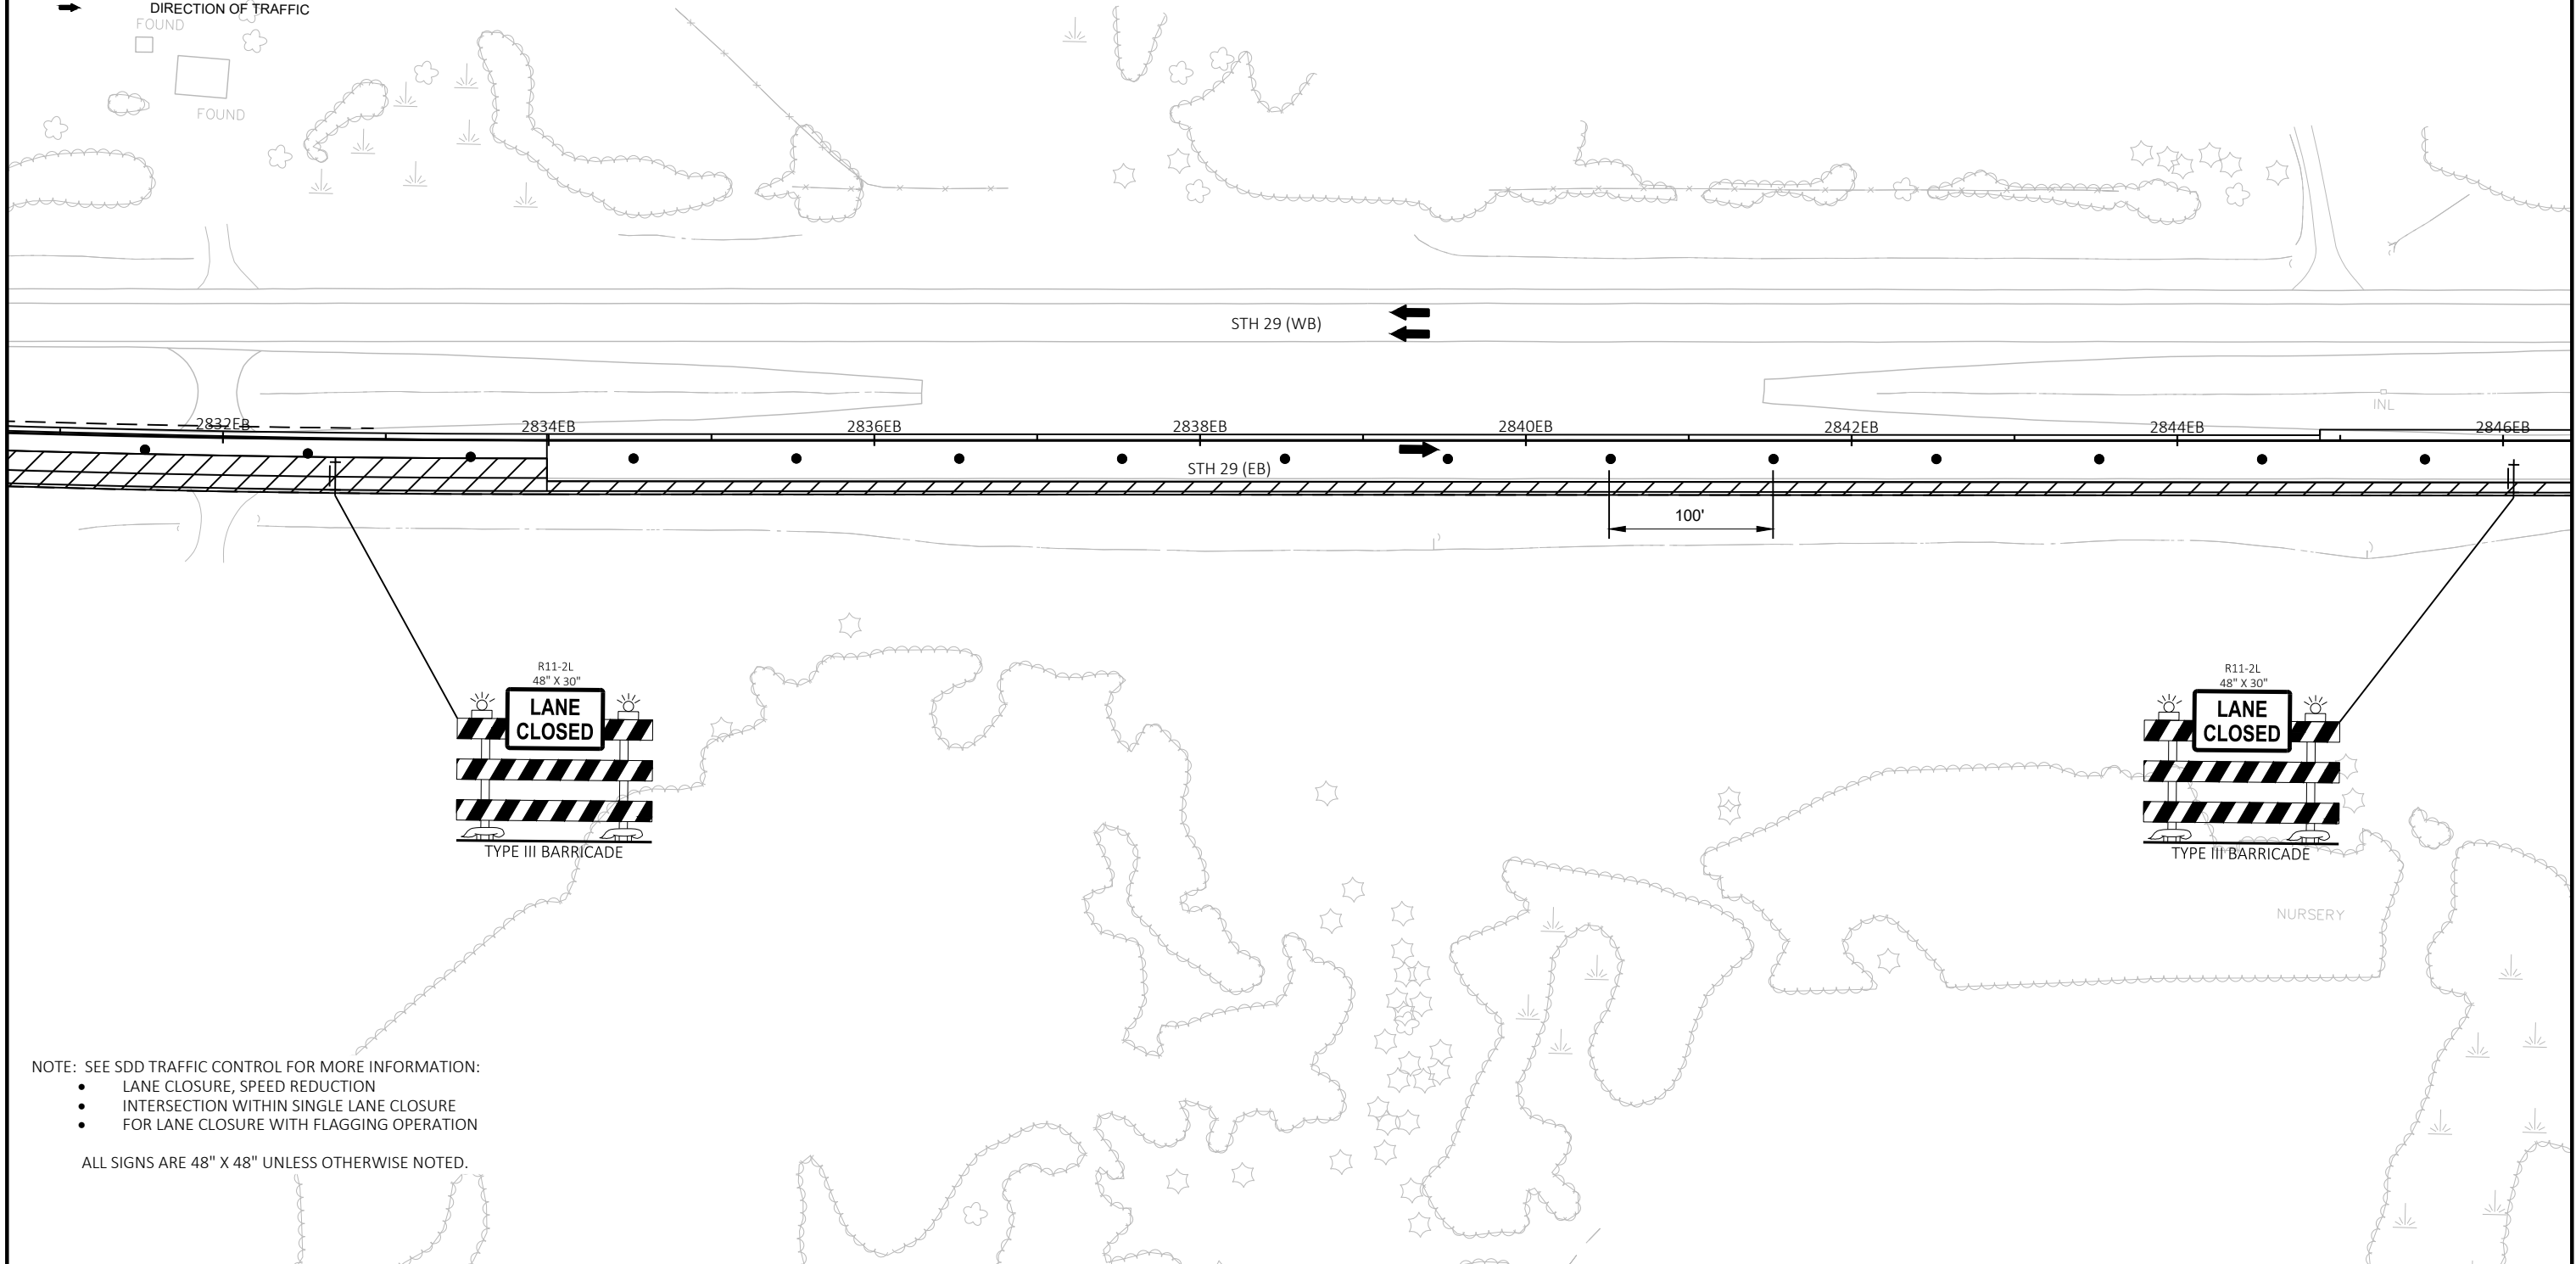 DIRECTION OF TRAFFIC
FOUND
FOUND
STH 29 (WB)
INL
2832EB
2834EB
2836EB
2838EB
2840EB
2842EB
2844EB
2846EB
STH 29 (EB)
100'
R11-2L
48" X 30"
LANE
CLOSED
TYPE III BARRICADE
R11-2L
48" X 30"
LANE
CLOSED
TYPE III BARRICADE
NURSERY
NOTE: SEE SDD TRAFFIC CONTROL FOR MORE INFORMATION:
• LANE CLOSURE, SPEED REDUCTION
• INTERSECTION WITHIN SINGLE LANE CLOSURE
• FOR LANE CLOSURE WITH FLAGGING OPERATION
ALL SIGNS ARE 48" X 48" UNLESS OTHERWISE NOTED.